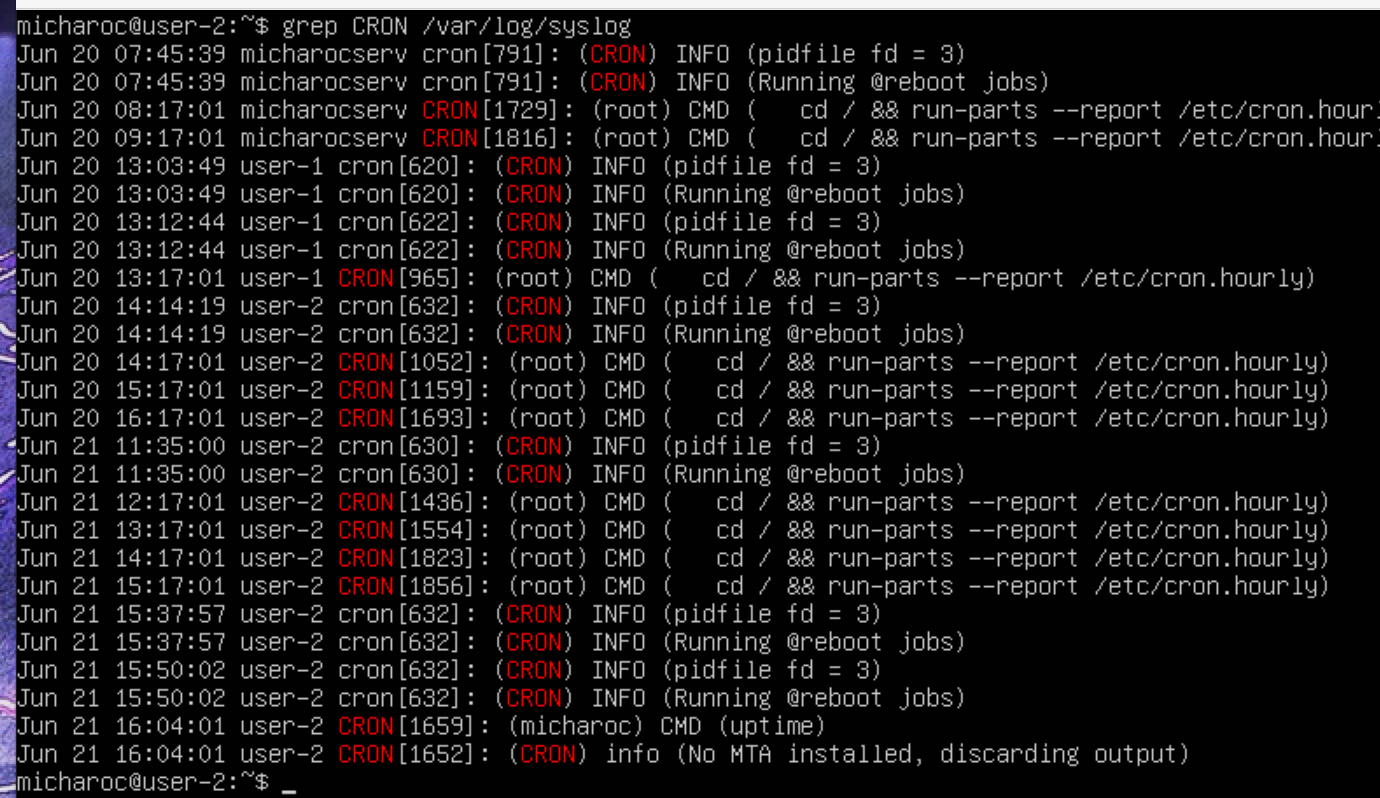 micharoc@user-2:~$ grep CRON /var/log/syslog
Jun 20 07:45:39 micharocserv cron[791]: (CRON) INFO (pidfile fd = 3)
Jun 20 07:45:39 micharocserv cron[791]: (CRON) INFO (Running @reboot jobs)
Jun 20 08:17:01 micharocserv CRON[1729]: (root) CMD (   cd / && run-parts --report /etc/cron.hourl
Jun 20 09:17:01 micharocserv CRON[1816]: (root) CMD (   cd / && run-parts --report /etc/cron.hourl
Jun 20 13:03:49 user-1 cron[620]: (CRON) INFO (pidfile fd = 3)
Jun 20 13:03:49 user-1 cron[620]: (CRON) INFO (Running @reboot jobs)
Jun 20 13:12:44 user-1 cron[622]: (CRON) INFO (pidfile fd = 3)
Jun 20 13:12:44 user-1 cron[622]: (CRON) INFO (Running @reboot jobs)
Jun 20 13:17:01 user-1 CRON[965]: (root) CMD (   cd / && run-parts --report /etc/cron.hourly)
Jun 20 14:14:19 user-2 cron[632]: (CRON) INFO (pidfile fd = 3)
Jun 20 14:14:19 user-2 cron[632]: (CRON) INFO (Running @reboot jobs)
Jun 20 14:17:01 user-2 CRON[1052]: (root) CMD (   cd / && run-parts --report /etc/cron.hourly)
Jun 20 15:17:01 user-2 CRON[1159]: (root) CMD (   cd / && run-parts --report /etc/cron.hourly)
Jun 20 16:17:01 user-2 CRON[1693]: (root) CMD (   cd / && run-parts --report /etc/cron.hourly)
Jun 21 11:35:00 user-2 cron[630]: (CRON) INFO (pidfile fd = 3)
Jun 21 11:35:00 user-2 cron[630]: (CRON) INFO (Running @reboot jobs)
Jun 21 12:17:01 user-2 CRON[1436]: (root) CMD (   cd / && run-parts --report /etc/cron.hourly)
Jun 21 13:17:01 user-2 CRON[1554]: (root) CMD (   cd / && run-parts --report /etc/cron.hourly)
Jun 21 14:17:01 user-2 CRON[1823]: (root) CMD (   cd / && run-parts --report /etc/cron.hourly)
Jun 21 15:17:01 user-2 CRON[1856]: (root) CMD (   cd / && run-parts --report /etc/cron.hourly)
Jun 21 15:37:57 user-2 cron[632]: (CRON) INFO (pidfile fd = 3)
Jun 21 15:37:57 user-2 cron[632]: (CRON) INFO (Running @reboot jobs)
Jun 21 15:50:02 user-2 cron[632]: (CRON) INFO (pidfile fd = 3)
Jun 21 15:50:02 user-2 cron[632]: (CRON) INFO (Running @reboot jobs)
Jun 21 16:04:01 user-2 CRON[1659]: (micharoc) CMD (uptime)
Jun 21 16:04:01 user-2 CRON[1652]: (CRON) info (No MTA installed, discarding output)
micharoc@user-2:~$ _